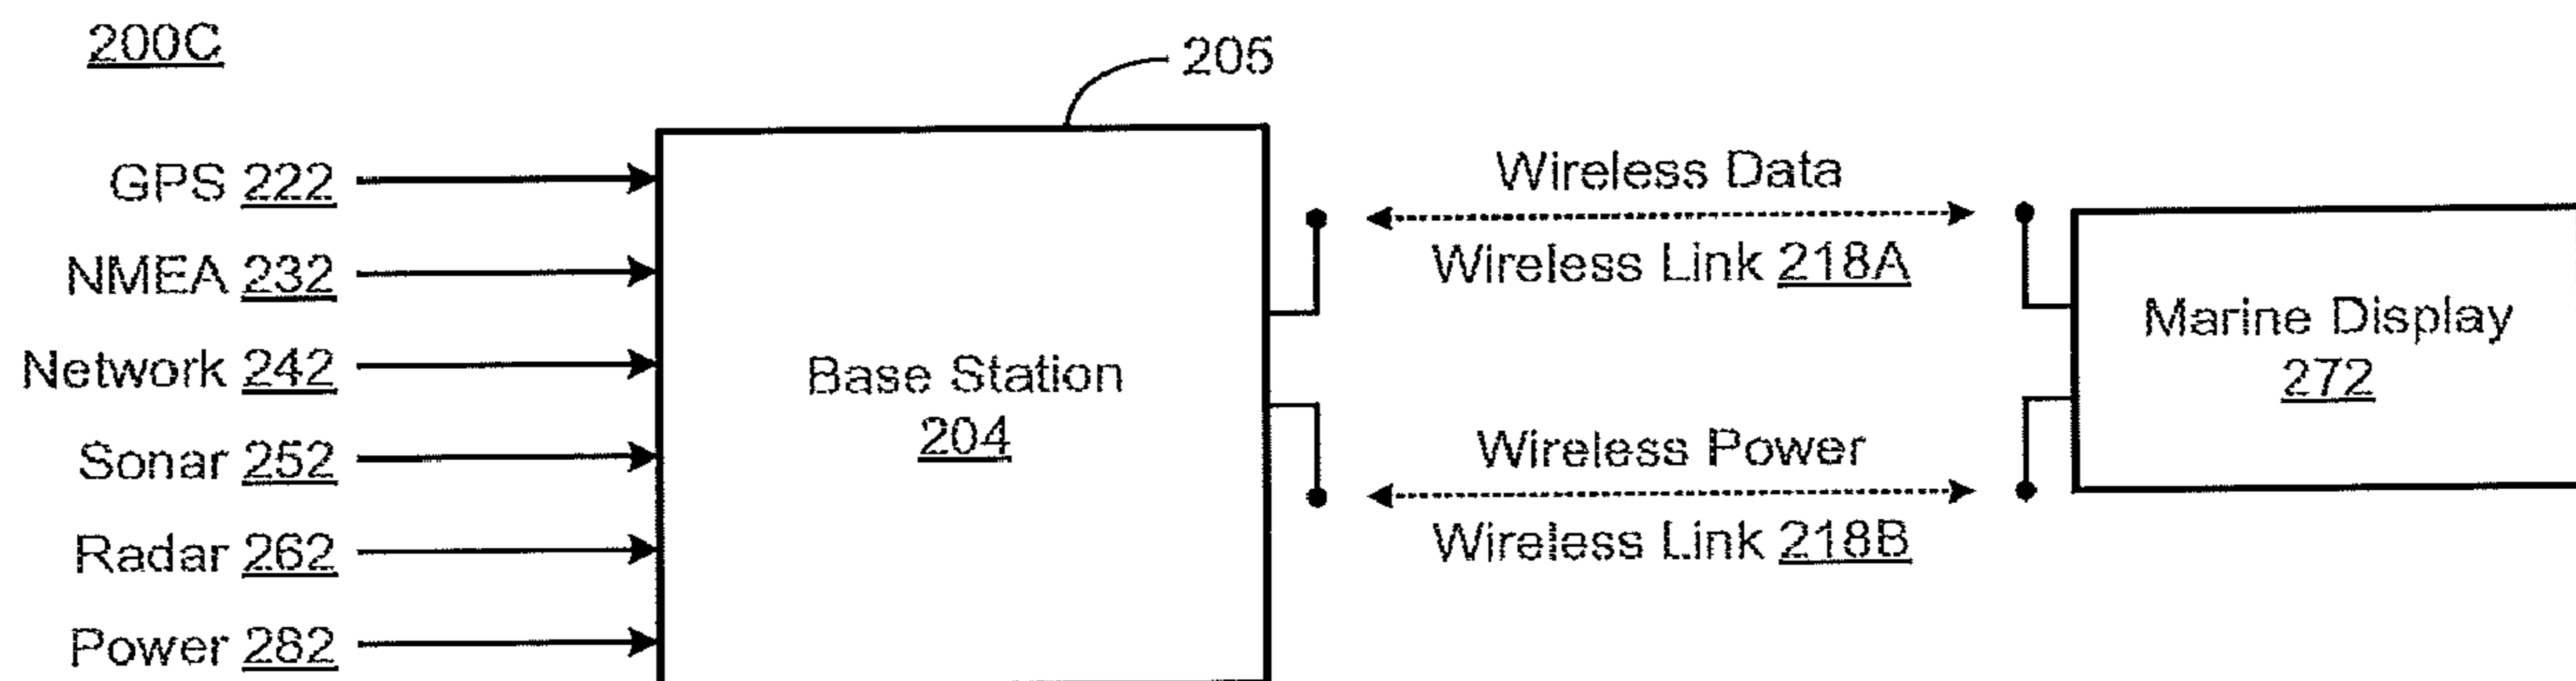 200C
205
GPS 222
NMEA 232
Network 242
Sonar 252
Radar 262
Power 282
Base Station
204
Wireless Data
Wireless Link 218A
Wireless Power
Wireless Link 218B
Marine Display
272